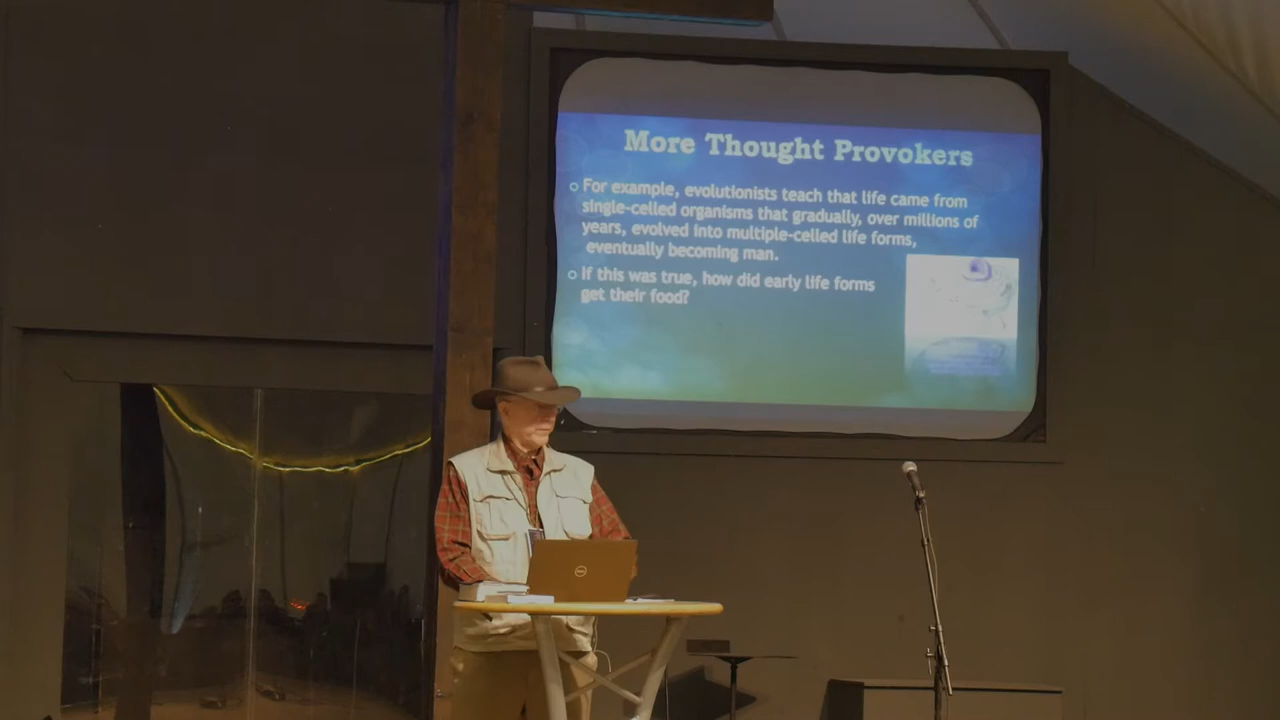 More Thought Provokers
For example, evolutionists teach that life came from
single-celled organisms that gradually, over millions of
years, evolved into multiple-celled life forms,
eventually becoming man.
If this was true, how did early life forms
get their food?
DELL